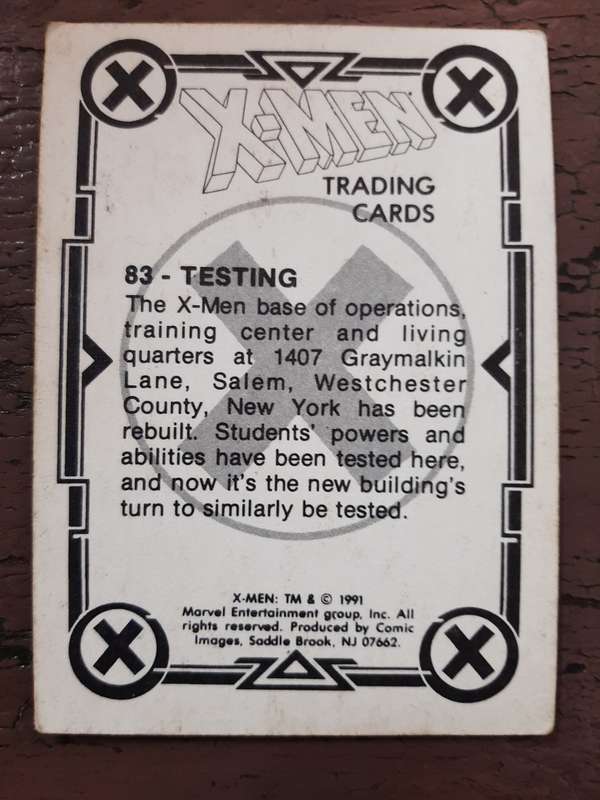 X-MEN
TRADING
CARDS
83 - TESTING
The X-Men base of operations,
training center and living
quarters at 1407 Graymalkin
Lane, Salem, Westchester
County, New York has been
rebuilt. Students' powers and
abilities have been tested here,
and now it's the new building's
turn to similarly be tested.
X-MEN: TM & © 1991
Marvel Entertainment group, Inc. All
rights reserved. Produced by Comic
Images, Saddle Brook, NJ 07662.